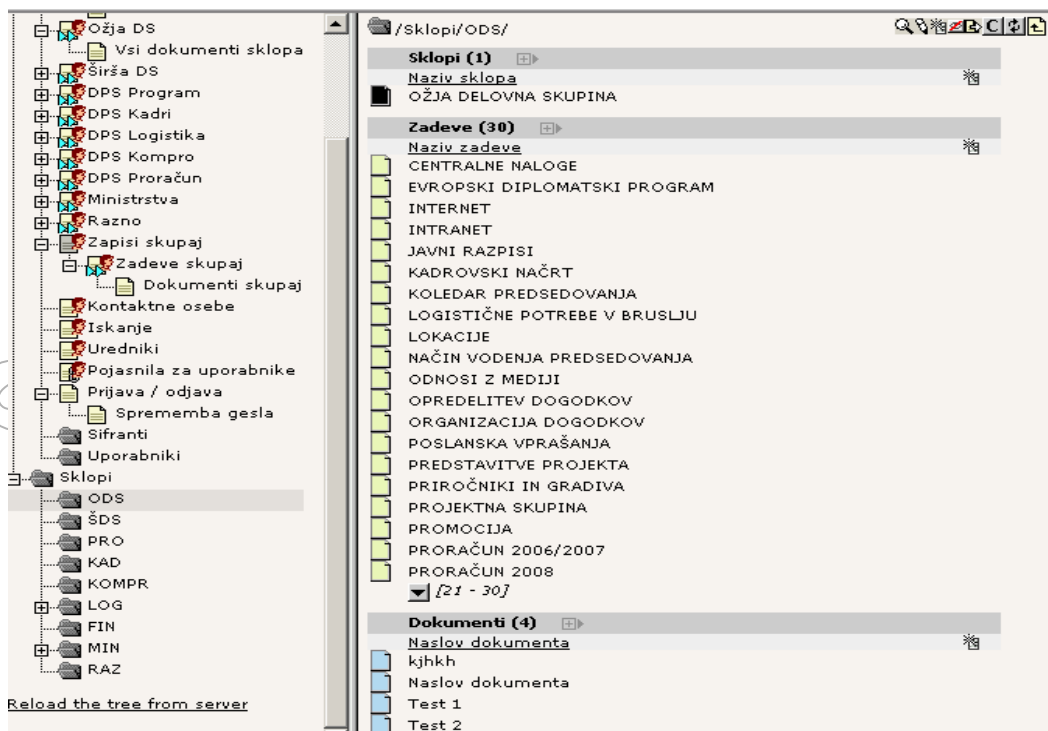 Ožja DS
Vsi dokumenti sklopa
Širša DS
DPS Program
DPS Kadri
DPS Logistika
DPS Kompro
DPS Proračun
Ministrstva
Razno
Zapisi skupaj
Zadeve skupaj
Dokumenti skupaj
Kontaktne osebe
Iskanje
Uredniki
Pojasnila za uporabnike
Prijava / odjava
Sprememba gesla
Sifranti
Uporabniki
Sklopi
ODS
ŠDS
PRO
KAD
KOMPR
LOG
FIN
MIN
RAZ
Reload the tree from server
/Sklopi/ODS/
C
Sklopi (1)
Naziv sklopa
OŽJA DELOVNA SKUPINA
Zadeve (30)
Naziv zadeve
CENTRALNE NALOGE
EVROPSKI DIPLOMATSKI PROGRAM
INTERNET
INTRANET
JAVNI RAZPISI
KADROVSKI NAČRT
KOLEDAR PREDSEDOVANJA
LOGISTIČNE POTREBE V BRUSLJU
LOKACIJE
NAČIN VODENJA PREDSEDOVANJA
ODNOSI Z MEDIJI
OPREDELITEV DOGODKOV
ORGANIZACIJA DOGODKOV
POSLANSKA VPRAŠANJA
PREDSTAVITVE PROJEKTA
PRIROČNIKI IN GRADIVA
PROJEKTNA SKUPINA
PROMOCIJA
PRORAČUN 2006/2007
PRORAČUN 2008
[21 - 30]
Dokumenti (4)
Naslov dokumenta
kjhkh
Naslov dokumenta
Test 1
Test 2